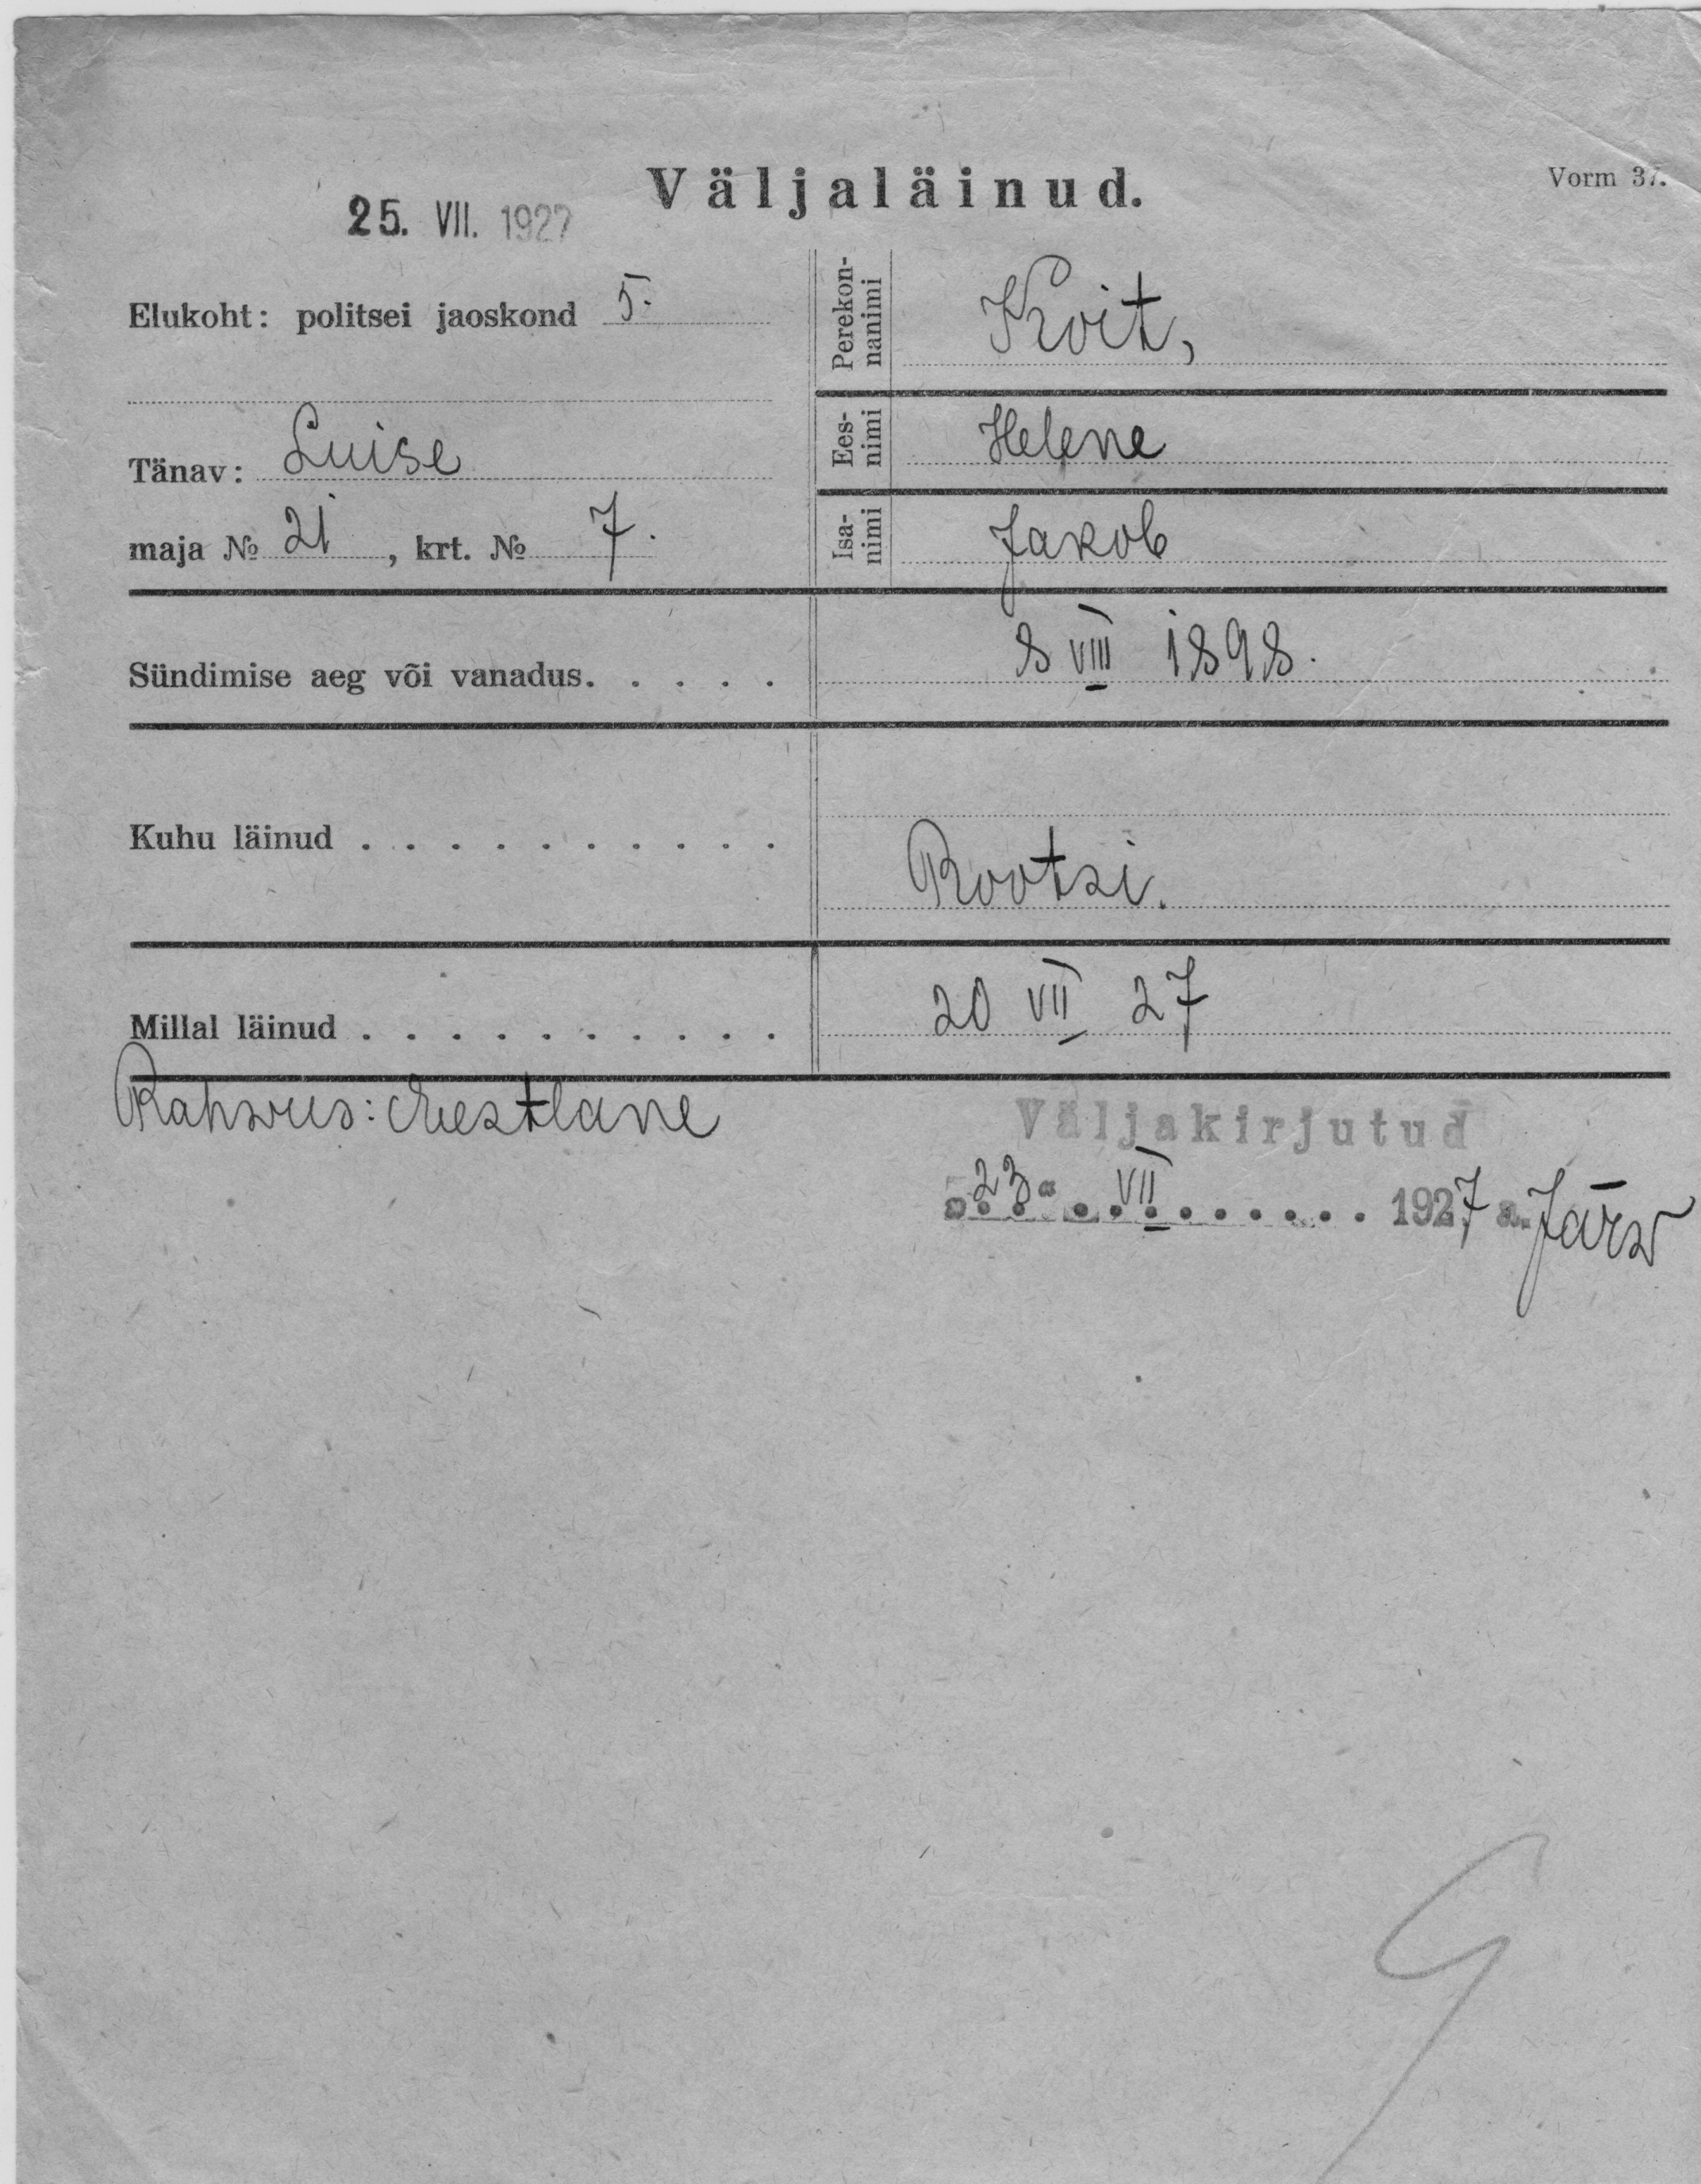 Väljaläinud.
Vorm 37.
25. VII. 1927
Elukoht: politsei jaoskond 5.
Tänav: Luise
maja № 21, krt. № 7.
Perekon-
nanimi
Koit,
Ees-
nimi
Helene
Isa-
nimi
Jakob
Sündimise aeg või vanadus. . . . . 8 VIII 1898.
Kuhu läinud . . . . . . . . . . Rootsi.
Millal läinud . . . . . . . . . . 20 VII 27
Rahwus: Eestlane
Väljakirjutud
"23" VII 1927 a. Järw